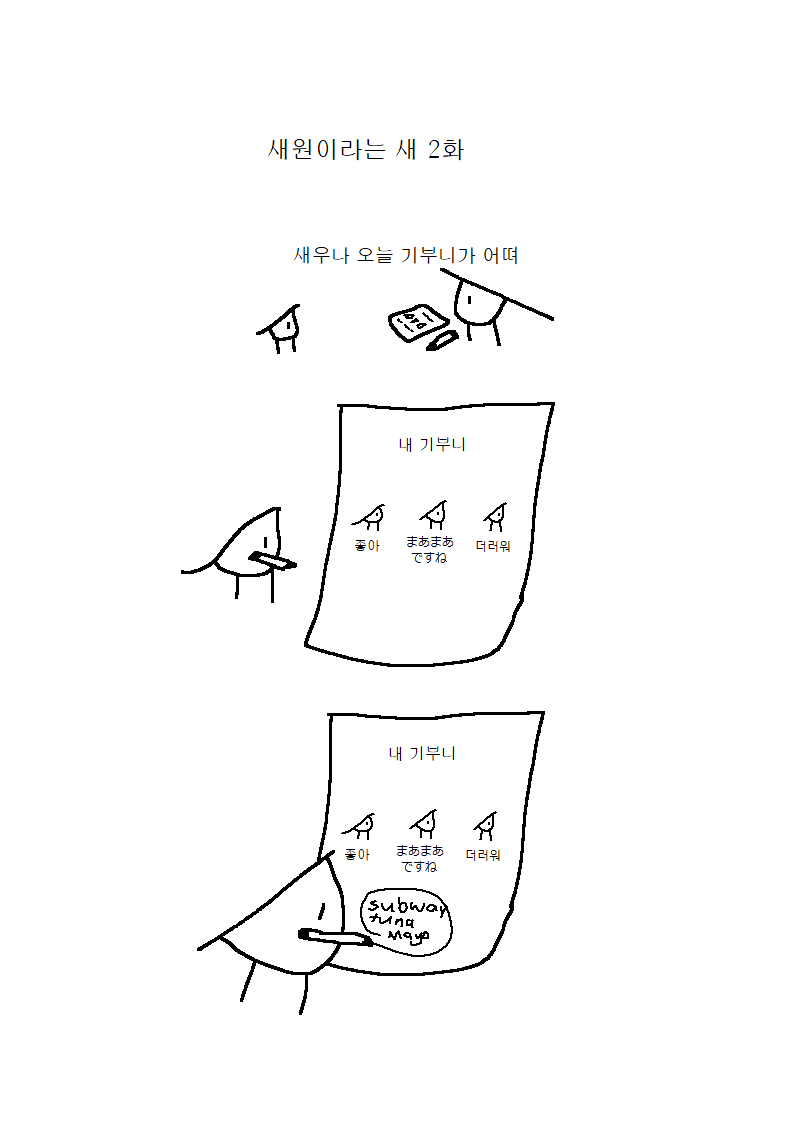 새원이라는 새 2화
새우나 오늘 기부니가 어떠
내 기부니
좋아
まあまあ
ですね
더러워
내 기부니
좋아
まあまあ
ですね
더러워
subway
tuna
Mayo